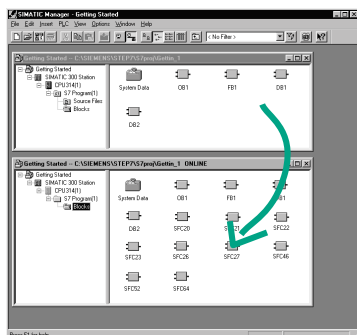 SIMATIC Manager - Getting Started
File Edit Insert PLC View Options Window Help
< No Filter >
Getting Started -- C:\SIEMENS\STEP7\S7proj\Gettin_1
Getting Started
SIMATIC 300 Station
CPU314(1)
S7 Program(1)
Source Files
Blocks
System Data OB1 FB1 DB1
DB2
Getting Started -- C:\SIEMENS\STEP7\S7proj\Gettin_1 ONLINE
Getting Started
SIMATIC 300 Station
CPU314(1)
S7 Program(1)
Blocks
System Data OB1 FB1
DB2 SFC20 SFC21 SFC22
SFC23 SFC26 SFC27 SFC46
SFC52 SFC64
Press F1 for help.